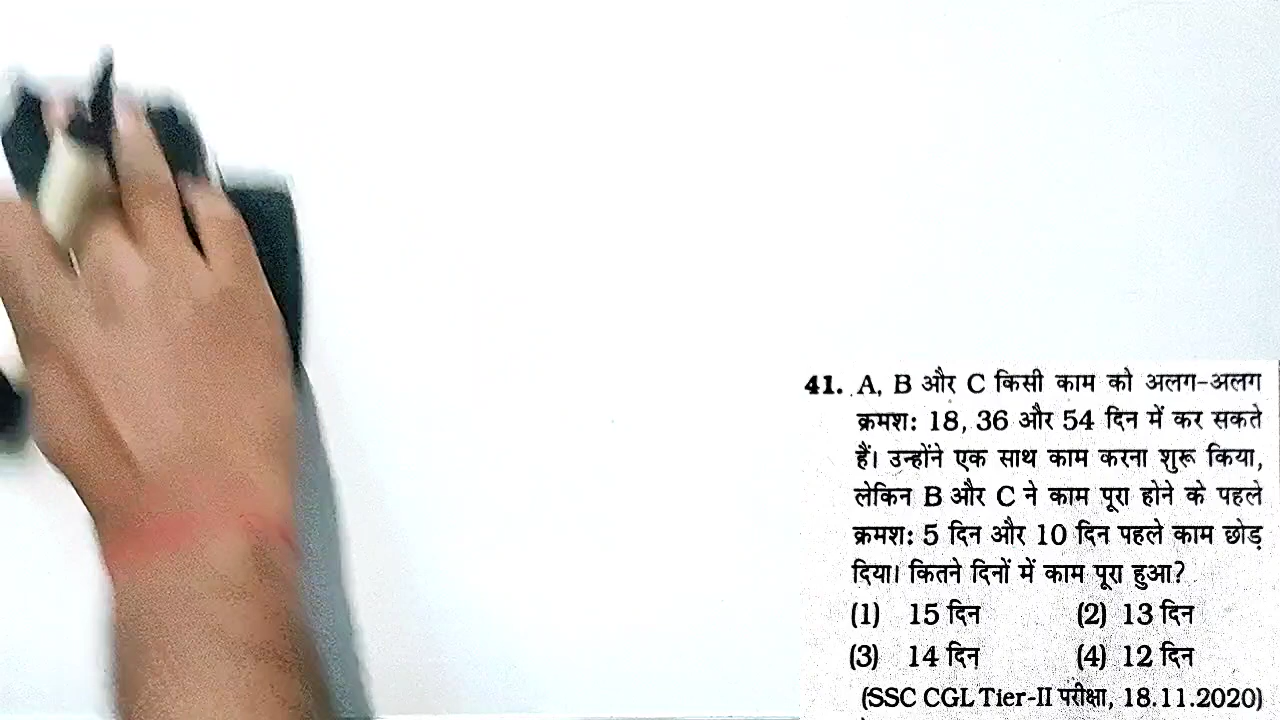 41. A, B और C किसी काम को अलग-अलग
क्रमश: 18, 36 और 54 दिन में कर सकते
हैं। उन्होंने एक साथ काम करना शुरू किया,
लेकिन B और C ने काम पूरा होने के पहले
क्रमश: 5 दिन और 10 दिन पहले काम छोड़
दिया। कितने दिनों में काम पूरा हुआ?
(1) 15 दिन (2) 13 दिन
(3) 14 दिन (4) 12 दिन
(SSC CGL Tier-II परीक्षा, 18.11.2020)